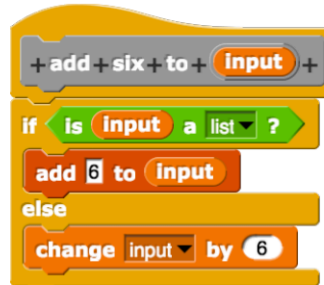 +add+six+to+ input +
if is input a list ?
add 6 to input
else
change input by 6